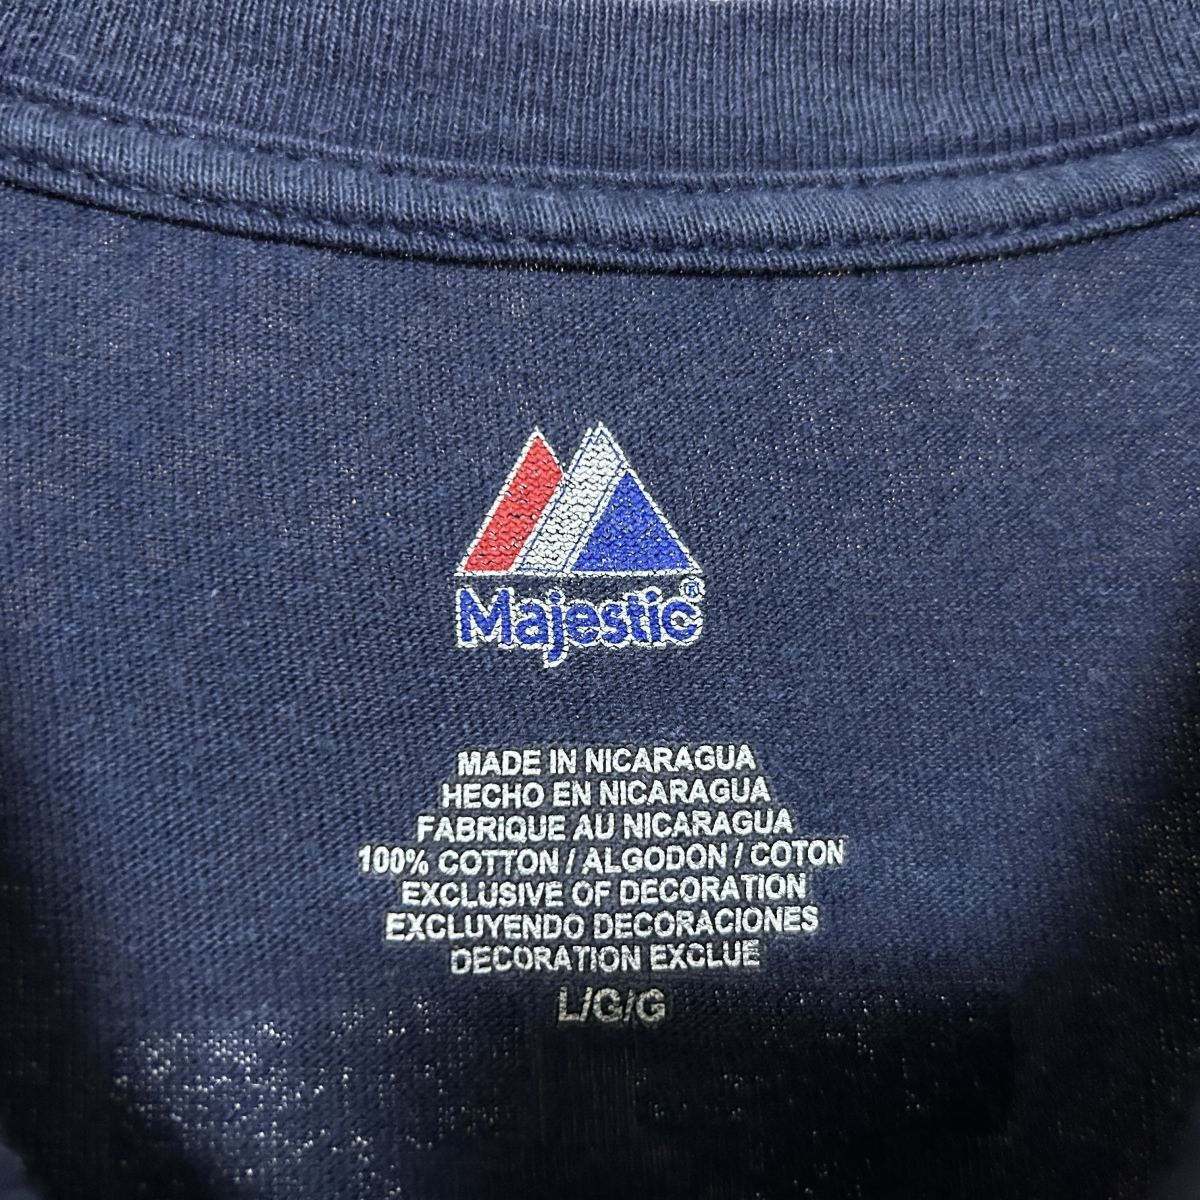 Majestic®
MADE IN NICARAGUA
HECHO EN NICARAGUA
FABRIQUE AU NICARAGUA
100% COTTON / ALGODON / COTON
EXCLUSIVE OF DECORATION
EXCLUYENDO DECORACIONES
DECORATION EXCLUE
L/G/G